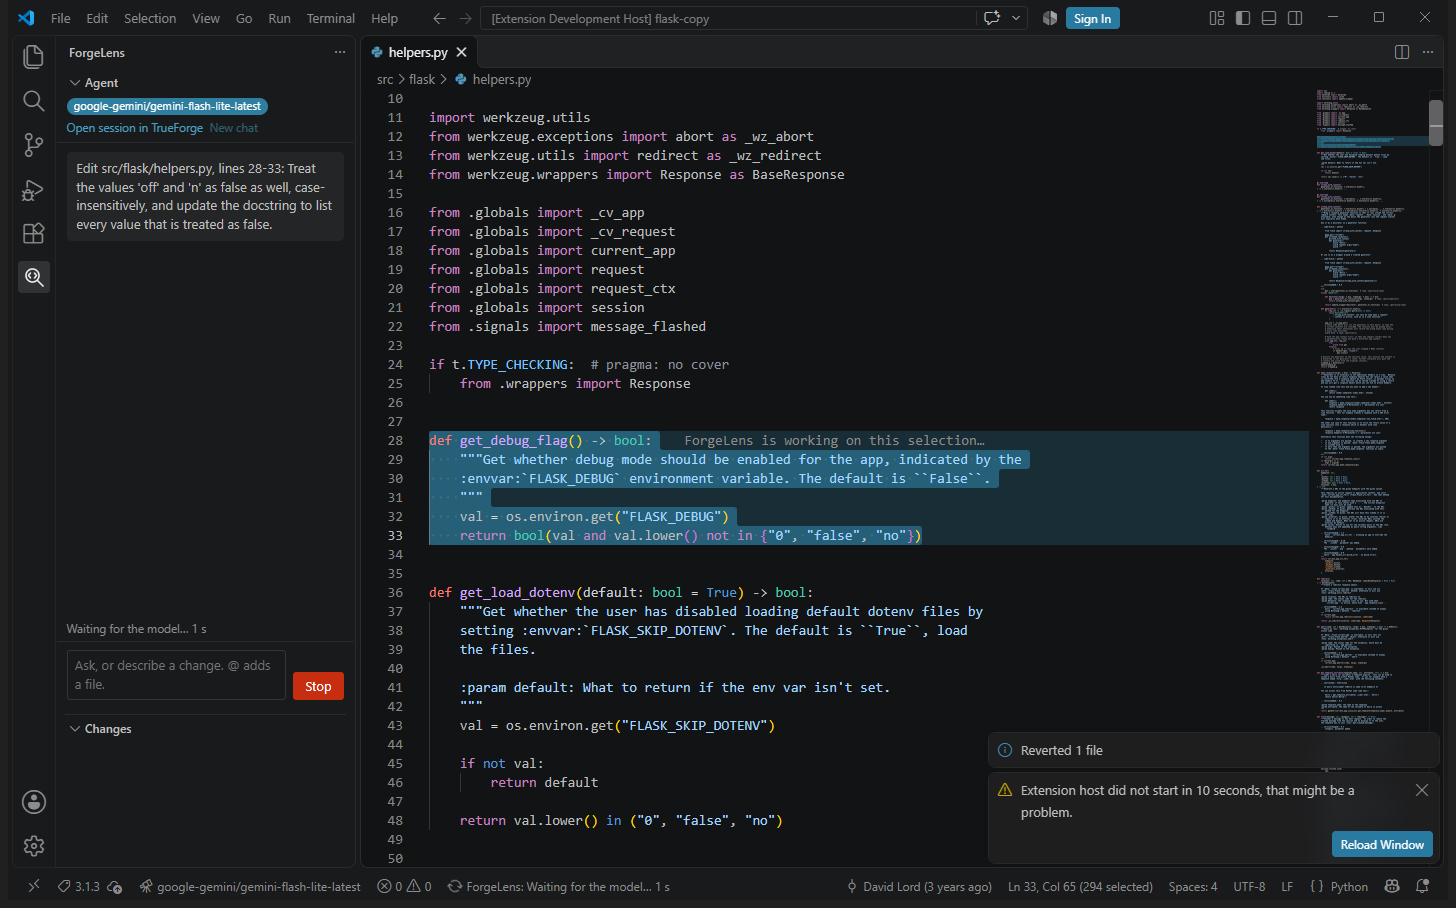 File Edit Selection View Go Run Terminal Help
[Extension Development Host] flask-copy
Sign In
ForgeLens
Agent
google-gemini/gemini-flash-lite-latest
Open session in TrueForge New chat
Edit src/flask/helpers.py, lines 28-33: Treat
the values 'off' and 'n' as false as well, case-
insensitively, and update the docstring to list
every value that is treated as false.
Waiting for the model... 1 s
Ask, or describe a change. @ adds
a file.
Stop
Changes
helpers.py
src > flask > helpers.py
10
11 import werkzeug.utils
12 from werkzeug.exceptions import abort as _wz_abort
13 from werkzeug.utils import redirect as _wz_redirect
14 from werkzeug.wrappers import Response as BaseResponse
15
16 from .globals import _cv_app
17 from .globals import _cv_request
18 from .globals import current_app
19 from .globals import request
20 from .globals import request_ctx
21 from .globals import session
22 from .signals import message_flashed
23
24 if t.TYPE_CHECKING:  # pragma: no cover
25     from .wrappers import Response
26
27
28 def get_debug_flag() -> bool:    ForgeLens is working on this selection…
29     """Get whether debug mode should be enabled for the app, indicated by the
30     :envvar:`FLASK_DEBUG` environment variable. The default is ``False``.
31     """
32     val = os.environ.get("FLASK_DEBUG")
33     return bool(val and val.lower() not in {"0", "false", "no"})
34
35
36 def get_load_dotenv(default: bool = True) -> bool:
37     """Get whether the user has disabled loading default dotenv files by
38     setting :envvar:`FLASK_SKIP_DOTENV`. The default is ``True``, load
39     the files.
40
41     :param default: What to return if the env var isn't set.
42     """
43     val = os.environ.get("FLASK_SKIP_DOTENV")
44
45     if not val:
46         return default
47
48     return val.lower() in ("0", "false", "no")
49
50
Reverted 1 file
Extension host did not start in 10 seconds, that might be a
problem.
Reload Window
3.1.3 google-gemini/gemini-flash-lite-latest 0 0 ForgeLens: Waiting for the model... 1 s David Lord (3 years ago) Ln 33, Col 65 (294 selected) Spaces: 4 UTF-8 LF { } Python